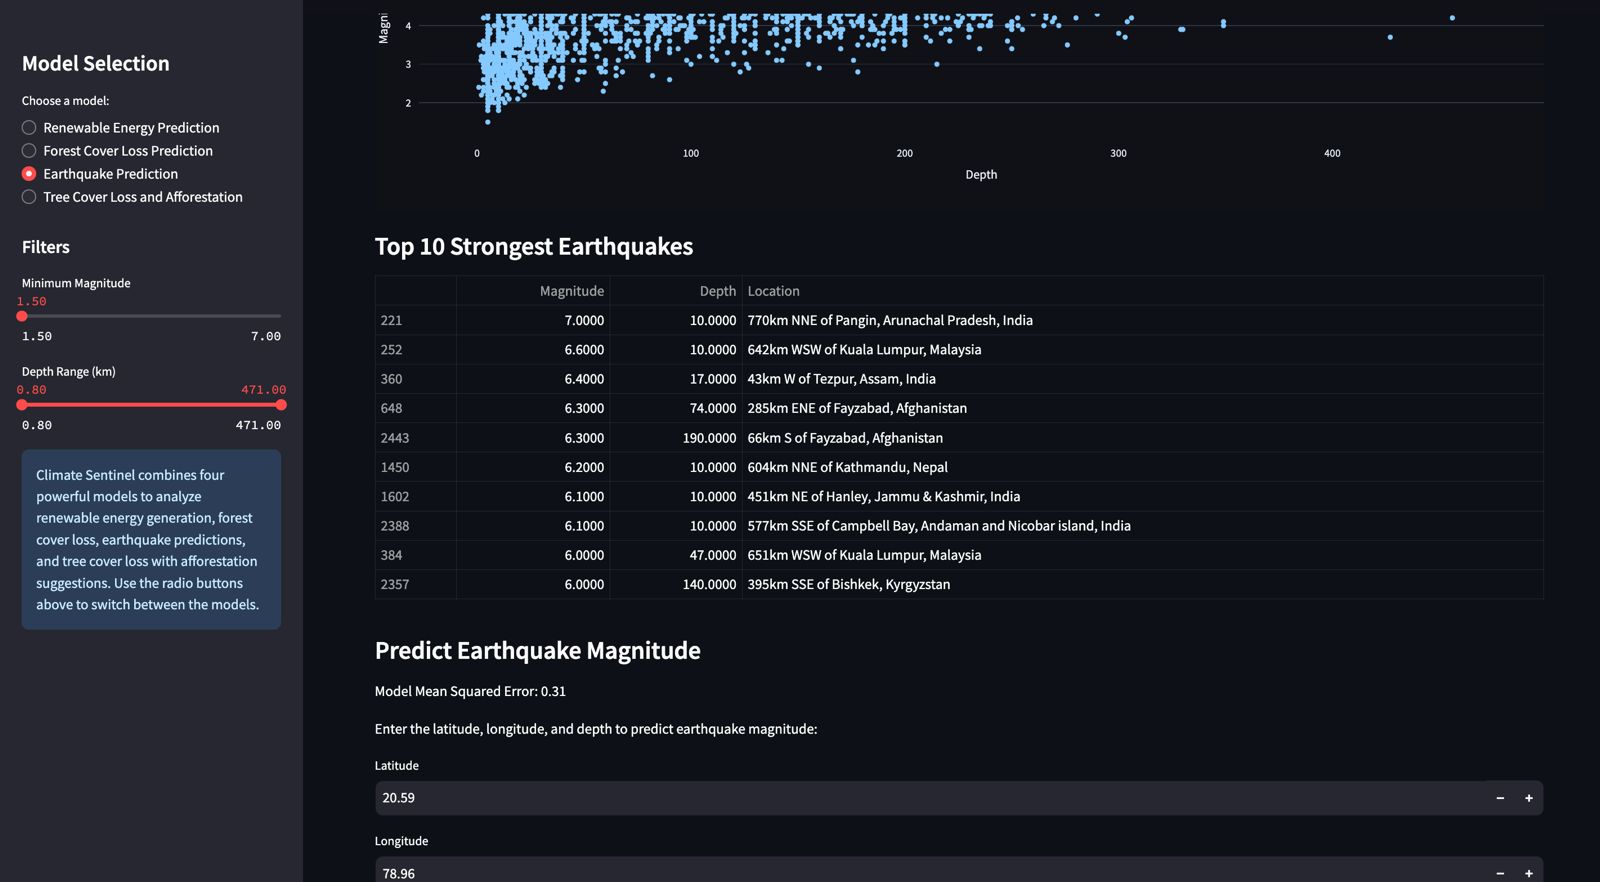 Model Selection
Choose a model:
Renewable Energy Prediction
Forest Cover Loss Prediction
Earthquake Prediction
Tree Cover Loss and Afforestation
Filters
Minimum Magnitude
1.50
1.50 7.00
Depth Range (km)
0.80 471.00
0.80 471.00
Climate Sentinel combines four
powerful models to analyze
renewable energy generation, forest
cover loss, earthquake predictions,
and tree cover loss with afforestation
suggestions. Use the radio buttons
above to switch between the models.
Magni
4
3
2
0 100 200 300 400
Depth
Top 10 Strongest Earthquakes
Magnitude Depth Location
221 7.0000 10.0000 770km NNE of Pangin, Arunachal Pradesh, India
252 6.6000 10.0000 642km WSW of Kuala Lumpur, Malaysia
360 6.4000 17.0000 43km W of Tezpur, Assam, India
648 6.3000 74.0000 285km ENE of Fayzabad, Afghanistan
2443 6.3000 190.0000 66km S of Fayzabad, Afghanistan
1450 6.2000 10.0000 604km NNE of Kathmandu, Nepal
1602 6.1000 10.0000 451km NE of Hanley, Jammu & Kashmir, India
2388 6.1000 10.0000 577km SSE of Campbell Bay, Andaman and Nicobar island, India
384 6.0000 47.0000 651km WSW of Kuala Lumpur, Malaysia
2357 6.0000 140.0000 395km SSE of Bishkek, Kyrgyzstan
Predict Earthquake Magnitude
Model Mean Squared Error: 0.31
Enter the latitude, longitude, and depth to predict earthquake magnitude:
Latitude
20.59 − +
Longitude
78.96 − +